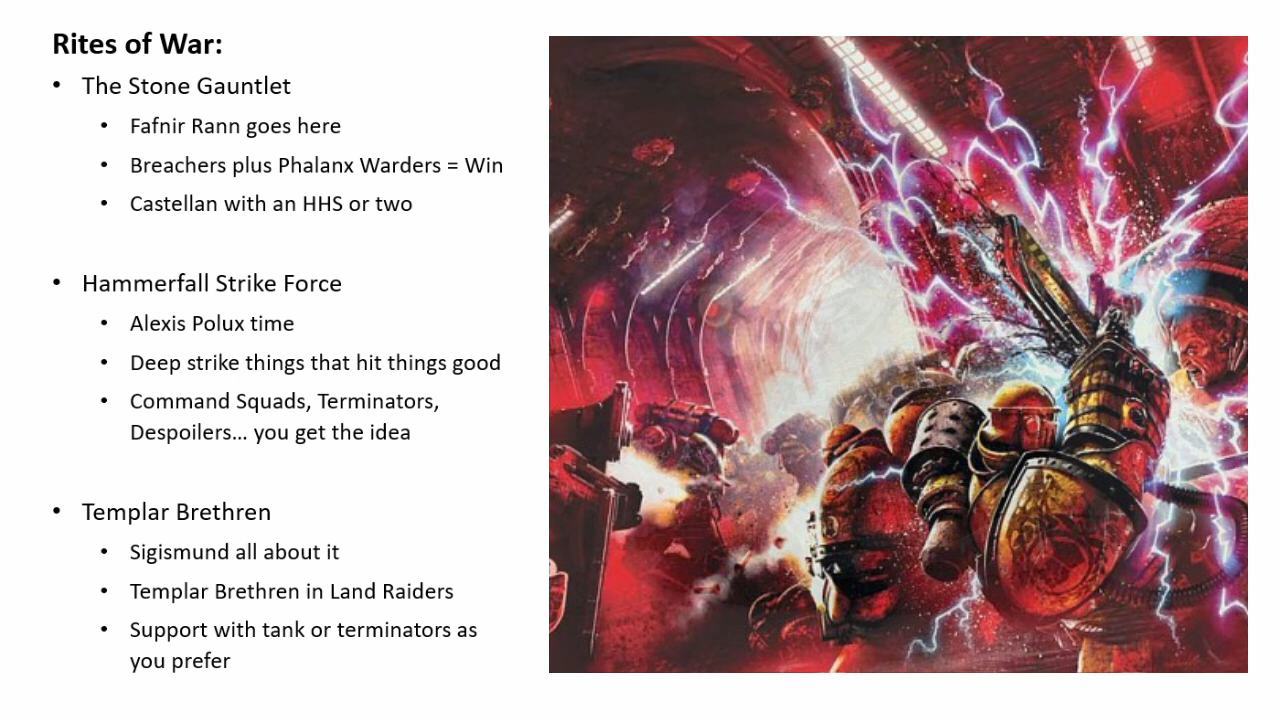 Rites of War:
• The Stone Gauntlet
• Fafnir Rann goes here
• Breachers plus Phalanx Warders = Win
• Castellan with an HHS or two
• Hammerfall Strike Force
• Alexis Polux time
• Deep strike things that hit things good
• Command Squads, Terminators,
Despoilers... you get the idea
• Templar Brethren
• Sigismund all about it
• Templar Brethren in Land Raiders
• Support with tank or terminators as
you prefer